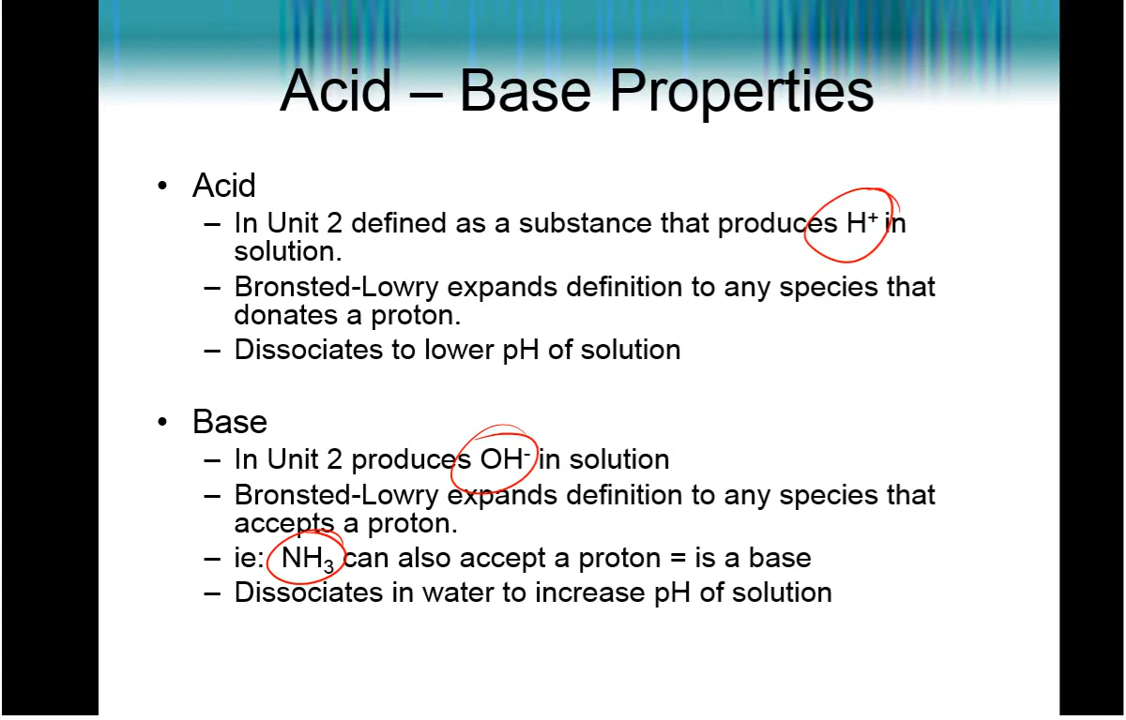 Acid – Base Properties
• Acid
– In Unit 2 defined as a substance that produces H⁺ in
solution.
– Bronsted-Lowry expands definition to any species that
donates a proton.
– Dissociates to lower pH of solution
• Base
– In Unit 2 produces OH⁻ in solution
– Bronsted-Lowry expands definition to any species that
accepts a proton.
– ie: NH₃ can also accept a proton = is a base
– Dissociates in water to increase pH of solution